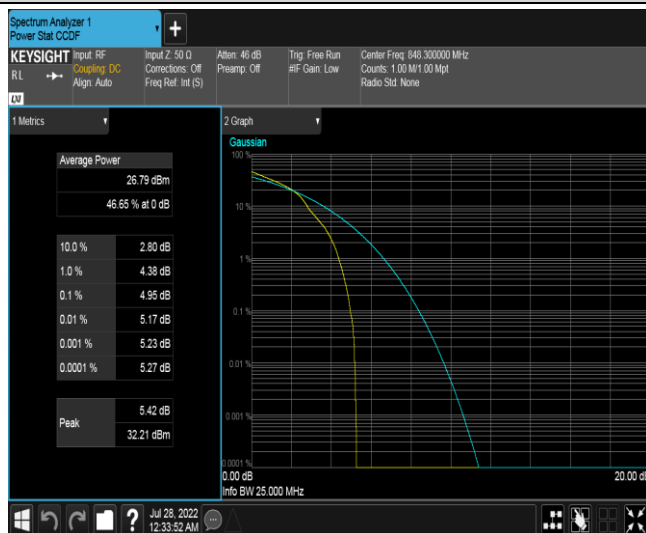 Spectrum Analyzer 1
Power Stat CCDF
KEYSIGHT
RL
LXI
Input: RF
Coupling: DC
Align: Auto
Input Z: 50 Ω
Corrections: Off
Freq Ref: Int (S)
Atten: 46 dB
Preamp: Off
Trig: Free Run
#IF Gain: Low
Center Freq: 848.300000 MHz
Counts: 1.00 M/1.00 Mpt
Radio Std: None
1 Metrics
Average Power
26.79 dBm
46.65 % at 0 dB
10.0 % 2.80 dB
1.0 % 4.38 dB
0.1 % 4.95 dB
0.01 % 5.17 dB
0.001 % 5.23 dB
0.0001 % 5.27 dB
Peak
5.42 dB
32.21 dBm
2 Graph
Gaussian
100 %
10 %
1 %
0.1 %
0.01 %
0.001 %
0.0001 %
0.00 dB
20.00 dB
Info BW 25.000 MHz
?
Jul 28, 2022
12:33:52 AM